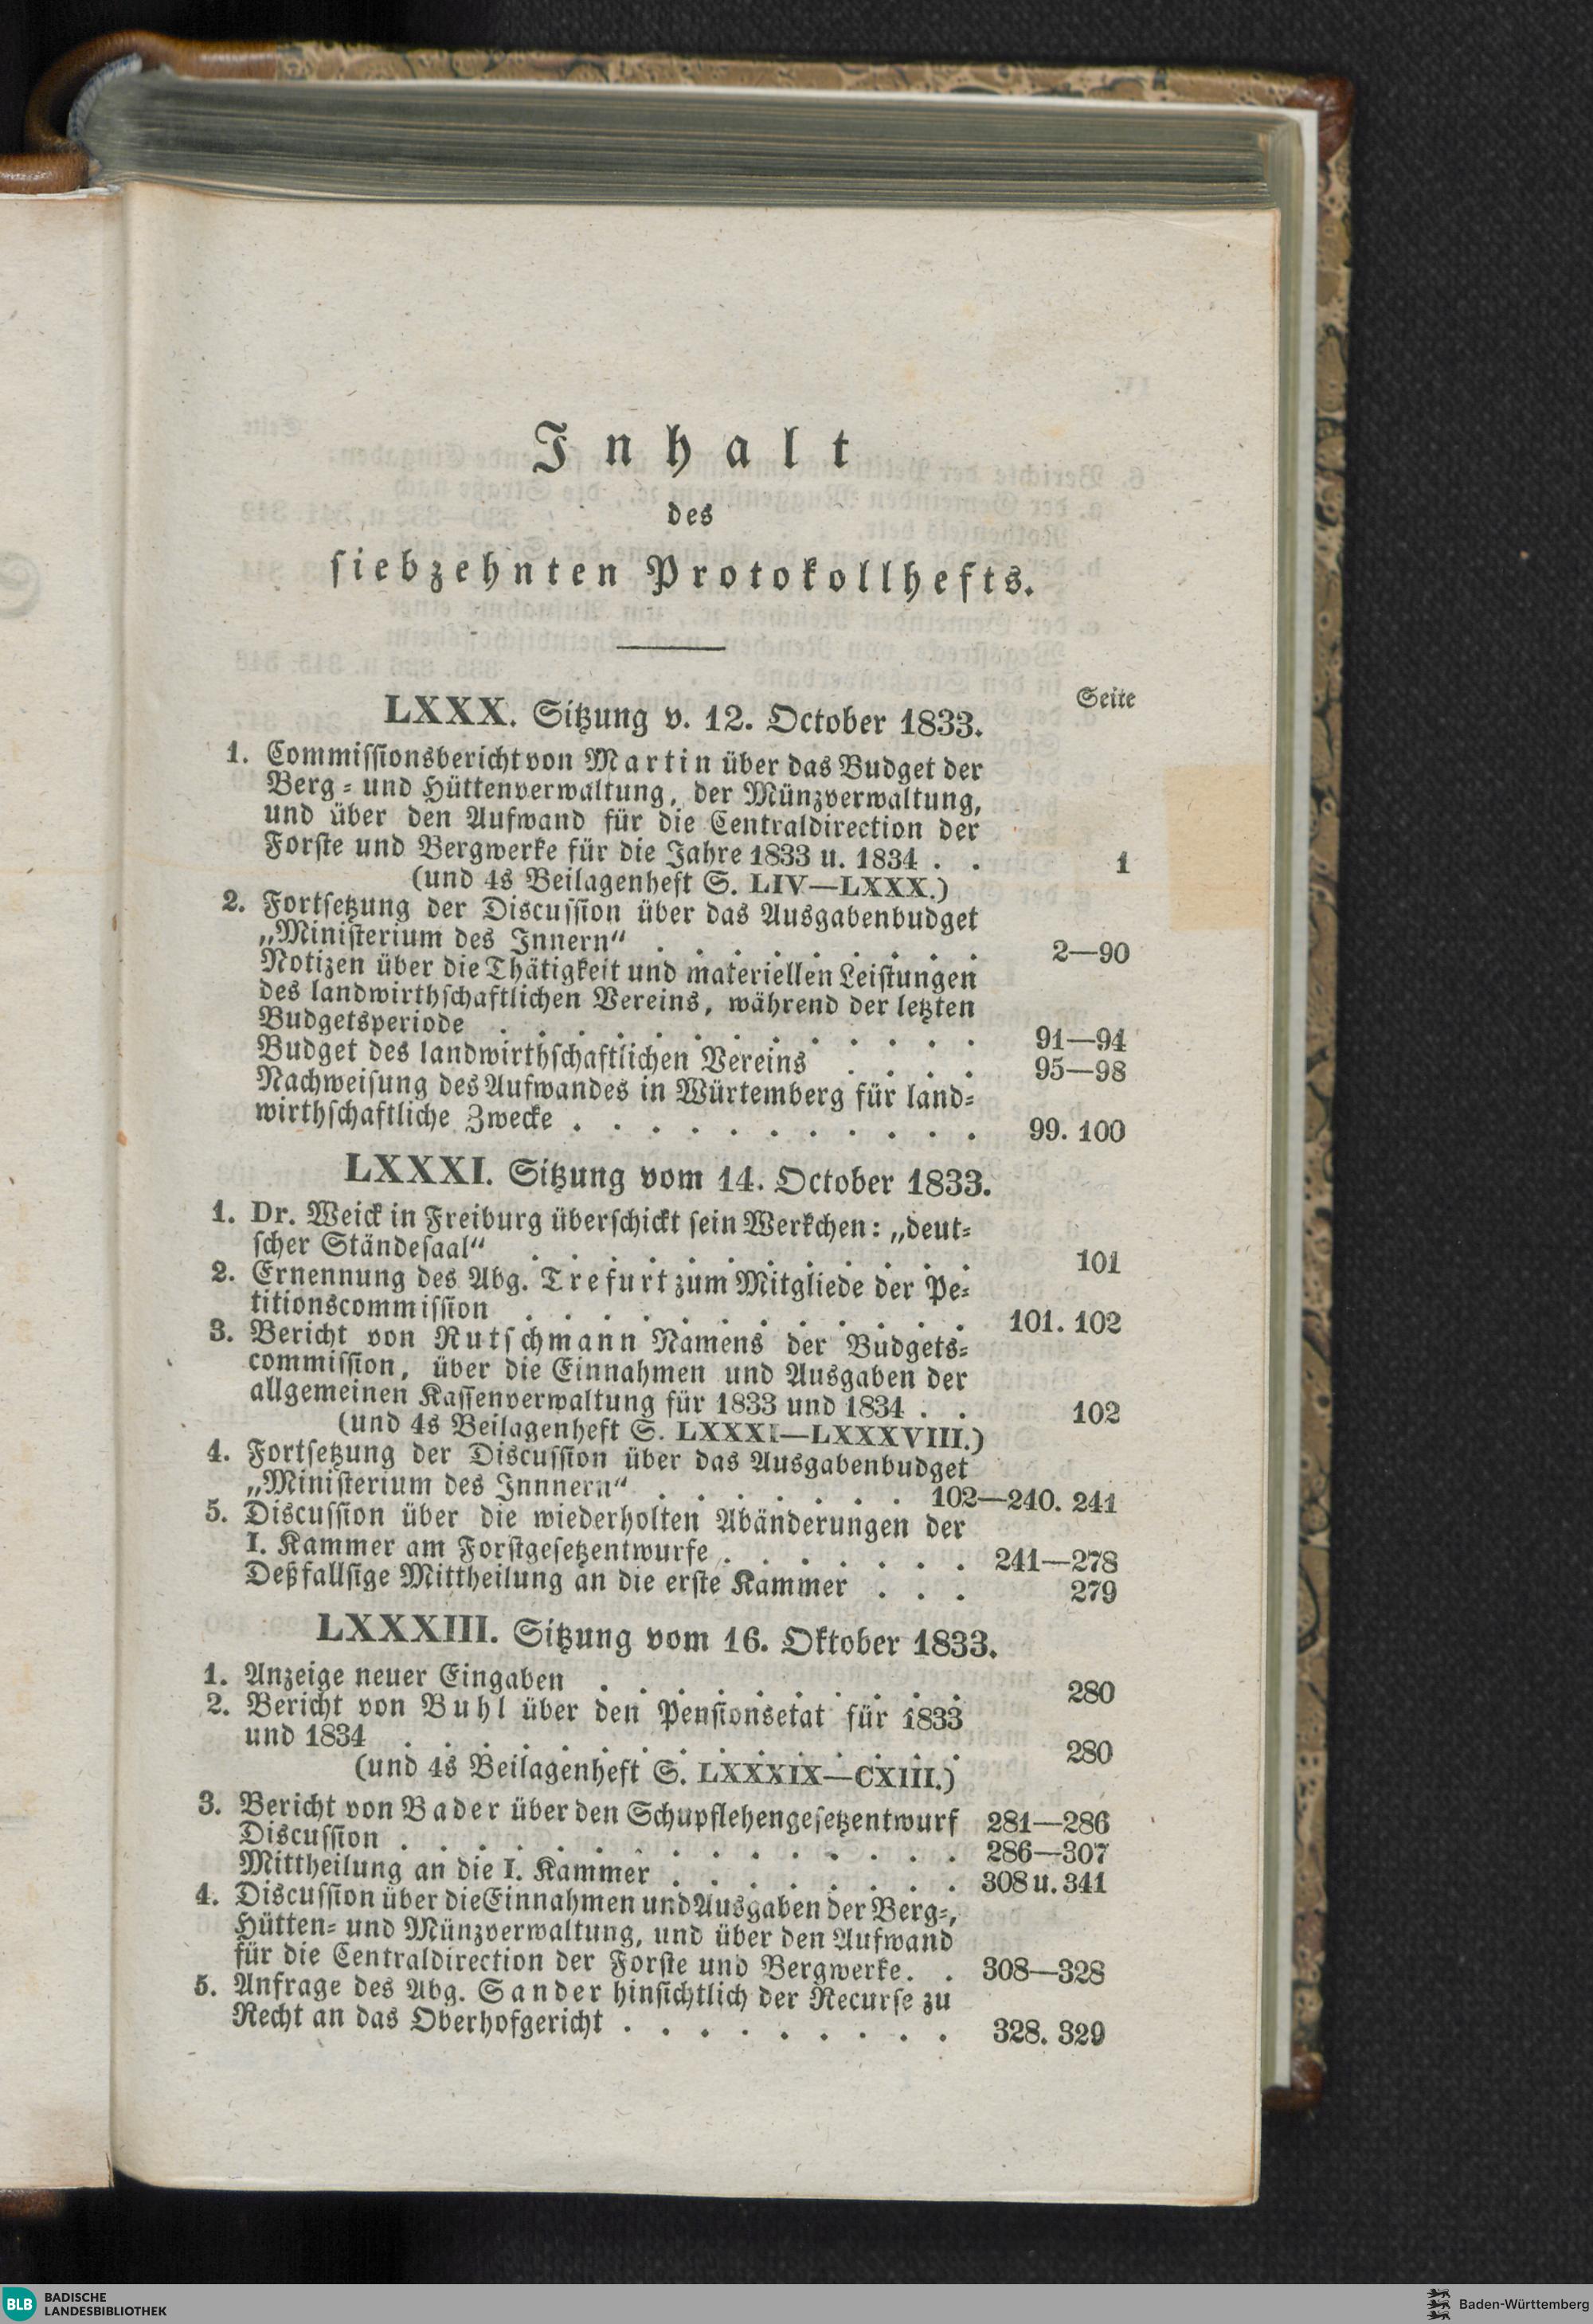 Inhalt
des
siebzehnten Protokollhefts.
Seite
LXXX. Sitzung v. 12. October 1833.
1. Commissionsbericht von Martin über das Budget der
Berg- und Hüttenverwaltung, der Münzverwaltung,
und über den Aufwand für die Centraldirection der
Forste und Bergwerke für die Jahre 1833 u. 1834 . . 1
(und 4s Beilagenheft S. LIV—LXXX.)
2. Fortsetzung der Discussion über das Ausgabenbudget
„Ministerium des Innern“ . . . . . . . . . 2—90
Notizen über die Thätigkeit und materiellen Leistungen
des landwirthschaftlichen Vereins, während der letzten
Budgetsperiode . . . . . . . . . . . . . 91—94
Budget des landwirthschaftlichen Vereins . . . . 95—98
Nachweisung des Aufwandes in Würtemberg für land-
wirthschaftliche Zwecke . . . . . . . . . . . 99. 100
LXXXI. Sitzung vom 14. October 1833.
1. Dr. Weick in Freiburg überschickt sein Werkchen: „deut-
scher Ständesaal“ . . . . . . . . . . . . 101
2. Ernennung des Abg. Trefurt zum Mitgliede der Pe-
titionscommission . . . . . . . . . . . . 101. 102
3. Bericht von Rutschmann Namens der Budgets-
commission, über die Einnahmen und Ausgaben der
allgemeinen Kassenverwaltung für 1833 und 1834 . . 102
(und 4s Beilagenheft S. LXXXI—LXXXVIII.)
4. Fortsetzung der Discussion über das Ausgabenbudget
„Ministerium des Innnern“ . . . . . . . 102—240. 241
5. Discussion über die wiederholten Abänderungen der
I. Kammer am Forstgesetzentwurfe . . . . . . . 241—278
Deßfallsige Mittheilung an die erste Kammer . . . 279
LXXXIII. Sitzung vom 16. Oktober 1833.
1. Anzeige neuer Eingaben . . . . . . . . . . 280
2. Bericht von Buhl über den Pensionsetat für 1833
und 1834 . . . . . . . . . . . . . . . 280
(und 4s Beilagenheft S. LXXXIX—CXIII.)
3. Bericht von Bader über den Schupflehengesetzentwurf 281—286
Discussion . . . . . . . . . . . . . . . 286—307
Mittheilung an die I. Kammer . . . . . . . . 308 u. 341
4. Discussion über die Einnahmen und Ausgaben der Berg-,
Hütten- und Münzverwaltung, und über den Aufwand
für die Centraldirection der Forste und Bergwerke. . 308—328
5. Anfrage des Abg. Sander hinsichtlich der Recurse zu
Recht an das Oberhofgericht . . . . . . . . . 328. 329
BLB BADISCHE
LANDESBIBLIOTHEK
Baden-Württemberg